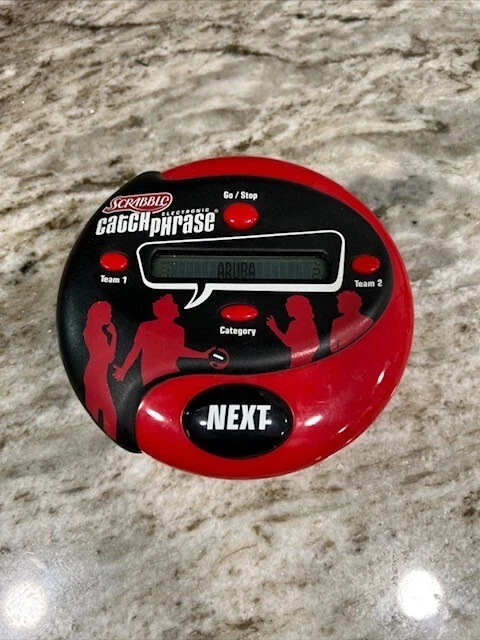 SCRABBLE
ELECTRONIC
CATCHPHRASE®
Go / Stop
Team 1
ARUBA
Team 2
Category
NEXT